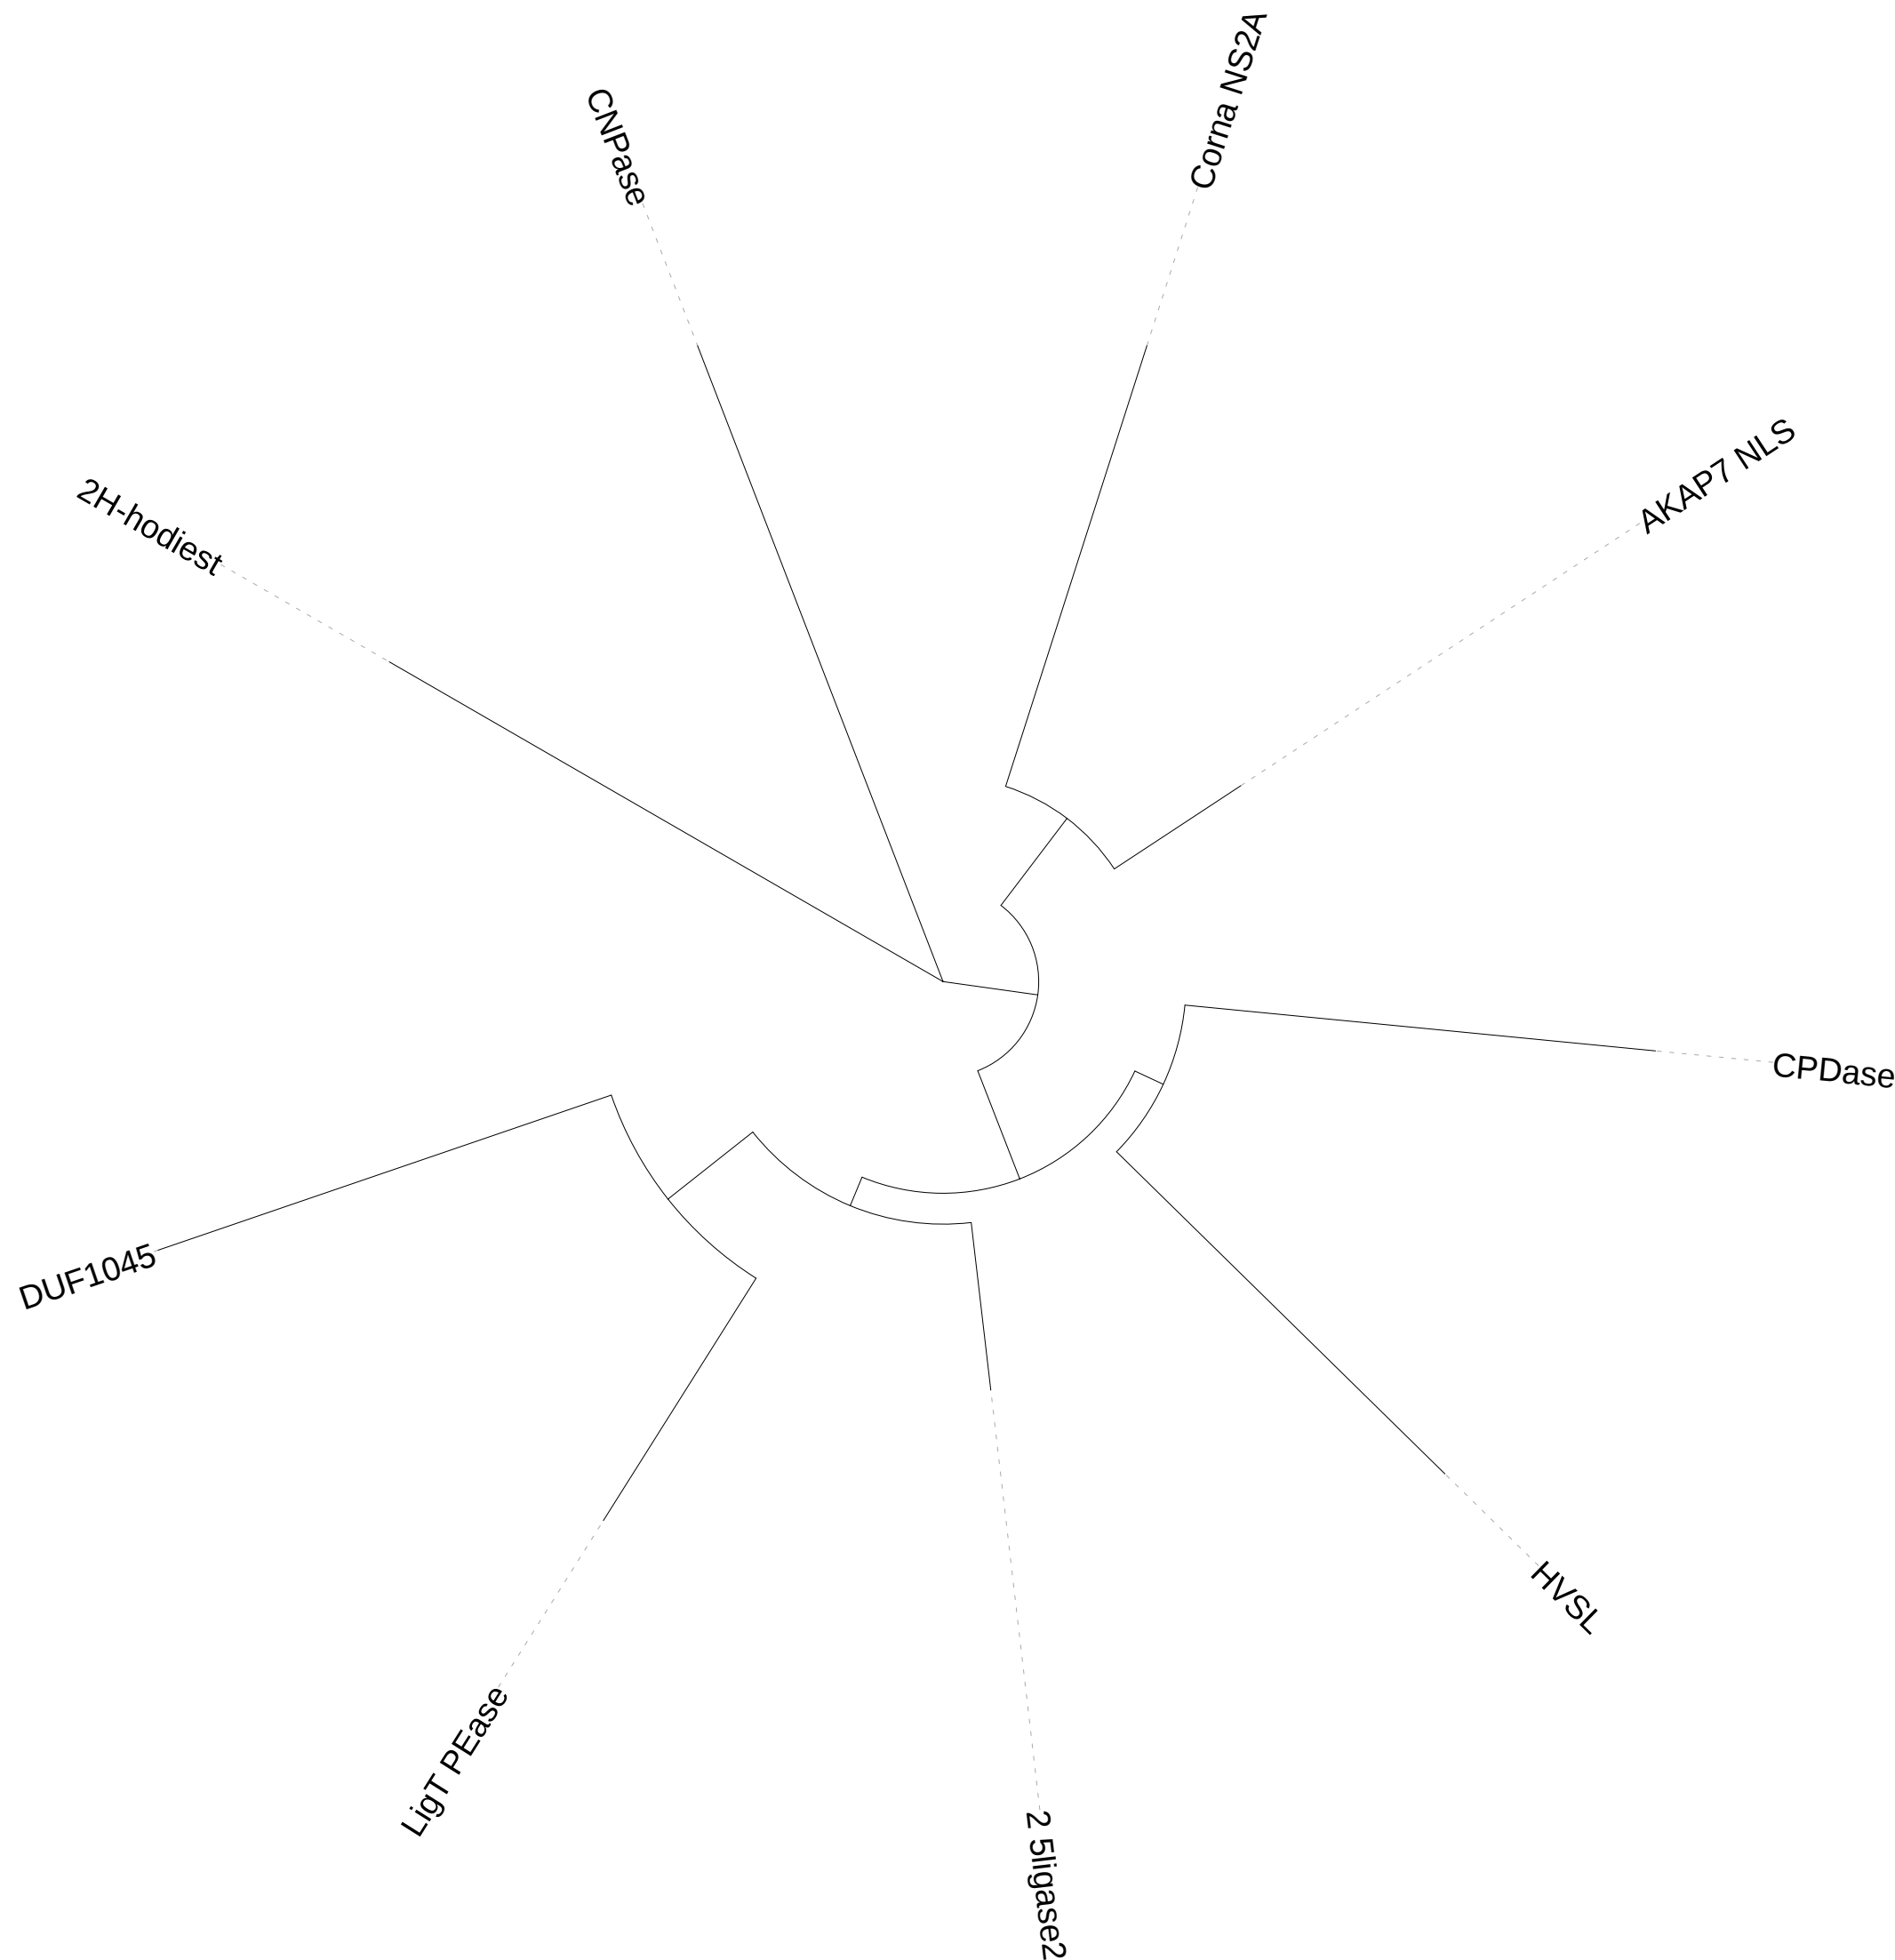 Corna Ns2A
CNPase
AKAP7 NLS
2H-hodiest
CPDase
DUF1045
HVSL
LigT PEase
2 5ligase2